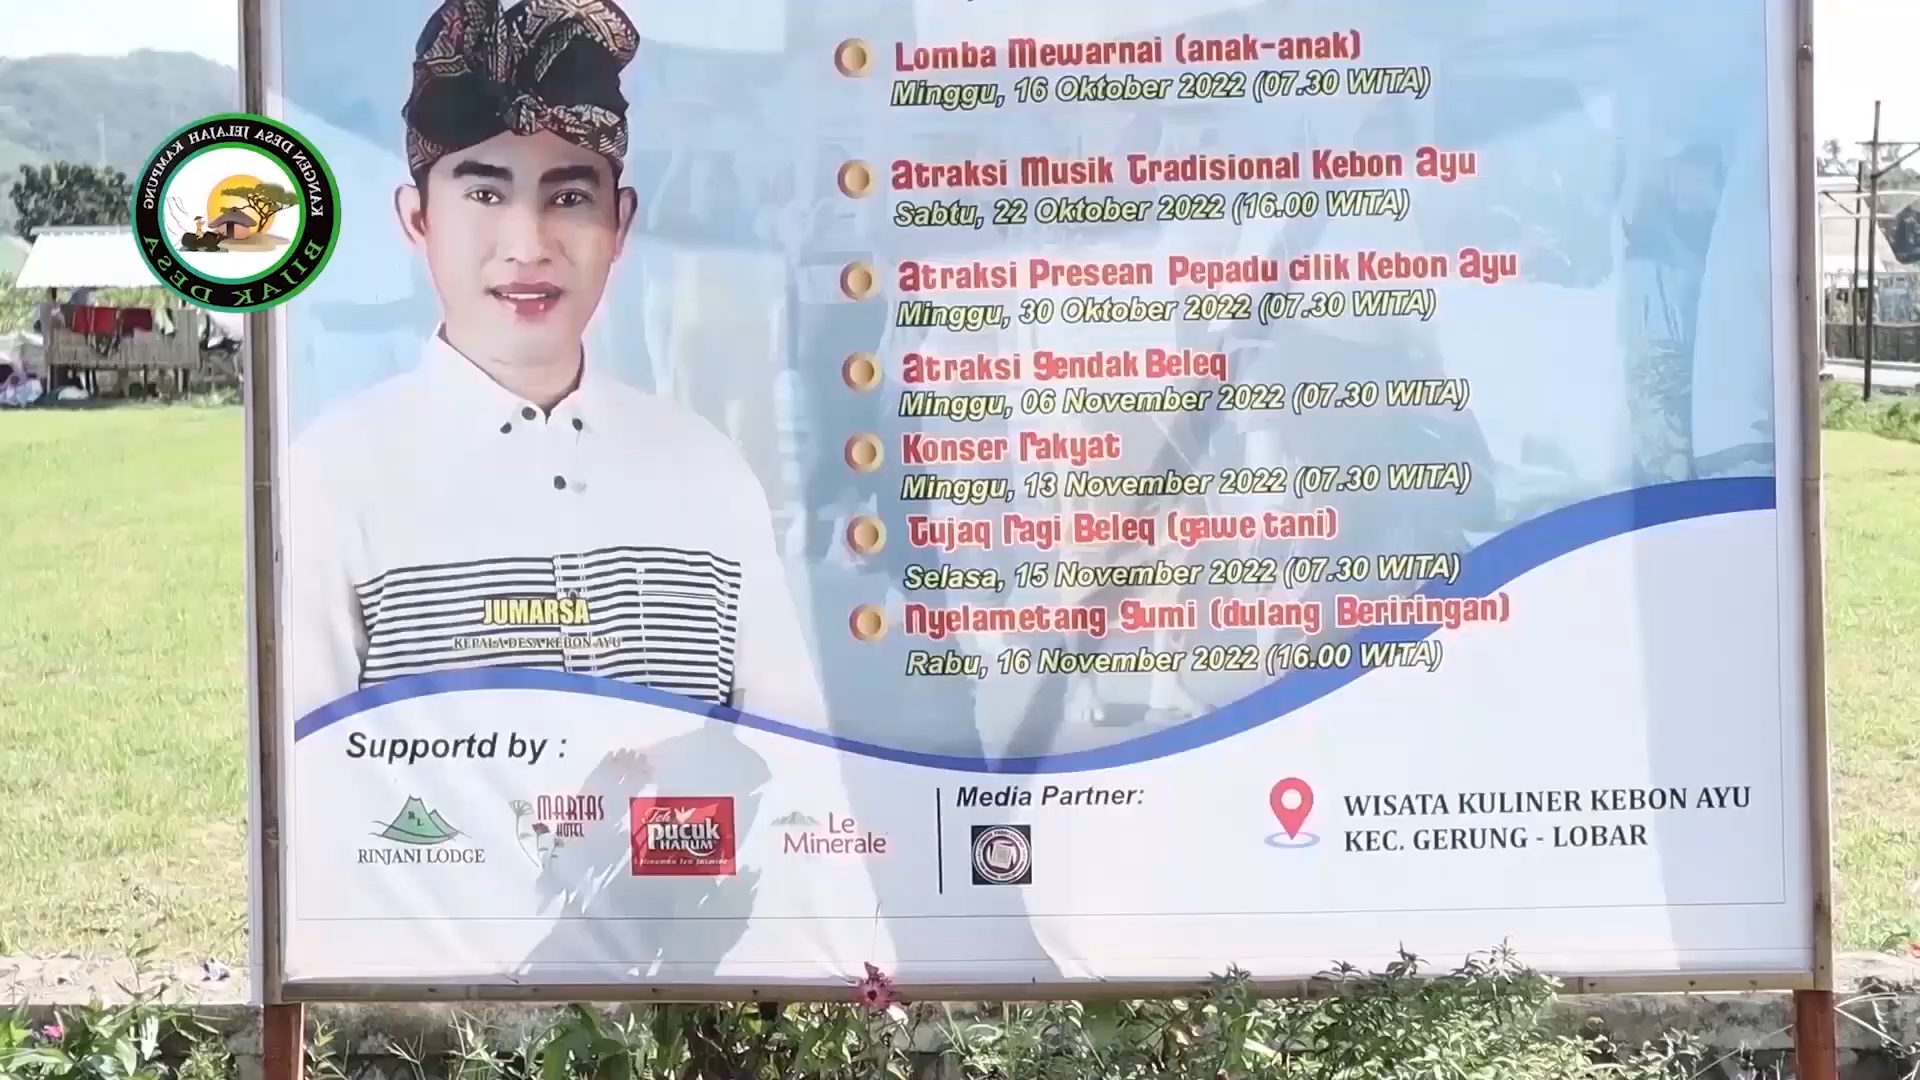 Lomba Mewarnai (anak-anak)
Minggu, 16 Oktober 2022 (07.30 WITA)
Atraksi Musik Tradisional Kebon Ayu
Sabtu, 22 Oktober 2022 (16.00 WITA)
Atraksi Presean Pepadu cilik Kebon Ayu
Minggu, 30 Oktober 2022 (07.30 WITA)
Atraksi Gendak Beleq
Minggu, 06 November 2022 (07.30 WITA)
Konser Rakyat
Minggu, 13 November 2022 (07.30 WITA)
Tujaq Ragi Beleq (gawe tani)
Selasa, 15 November 2022 (07.30 WITA)
Nyelametang Gumi (dulang Beriringan)
Rabu, 16 November 2022 (16.00 WITA)
KANGEN DESA JELAJAH KAMPUNG
BIJAK DESA
JUMARSA
KEPALA DESA KEBON AYU
Supportd by :
RL
RINJANI LODGE
MARTAS
HOTEL
Teh
PUCUK
HARUM
Le
Minerale
Media Partner:
WISATA KULINER KEBON AYU
KEC. GERUNG - LOBAR